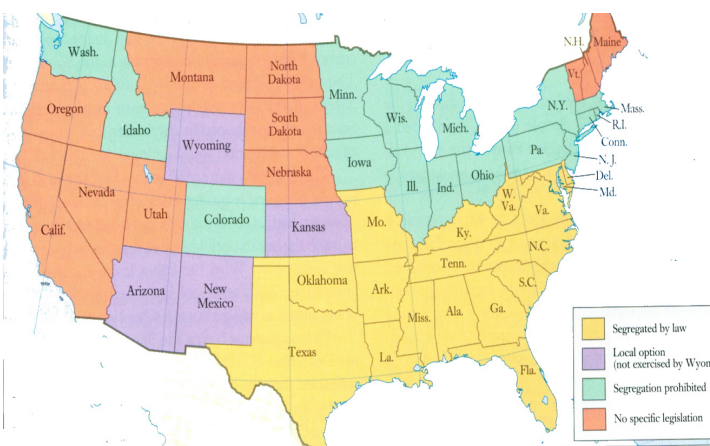 Wash.
Oregon
Calif.
Nevada
Idaho
Montana
Wyoming
Utah
Colorado
Arizona
New
Mexico
North
Dakota
South
Dakota
Nebraska
Kansas
Oklahoma
Texas
Minn.
Iowa
Mo.
Ark.
La.
Wis.
Ill.
Mich.
Ind.
Ohio
Ky.
Tenn.
Miss.
Ala.
Ga.
Fla.
S.C.
N.C.
Va.
W.
Va.
Pa.
N.Y.
Vt.
N.H.
Maine
Mass.
R.I.
Conn.
N. J.
Del.
Md.
Segregated by law
Local option
(not exercised by Wyon
Segregation prohibited
No specific legislation